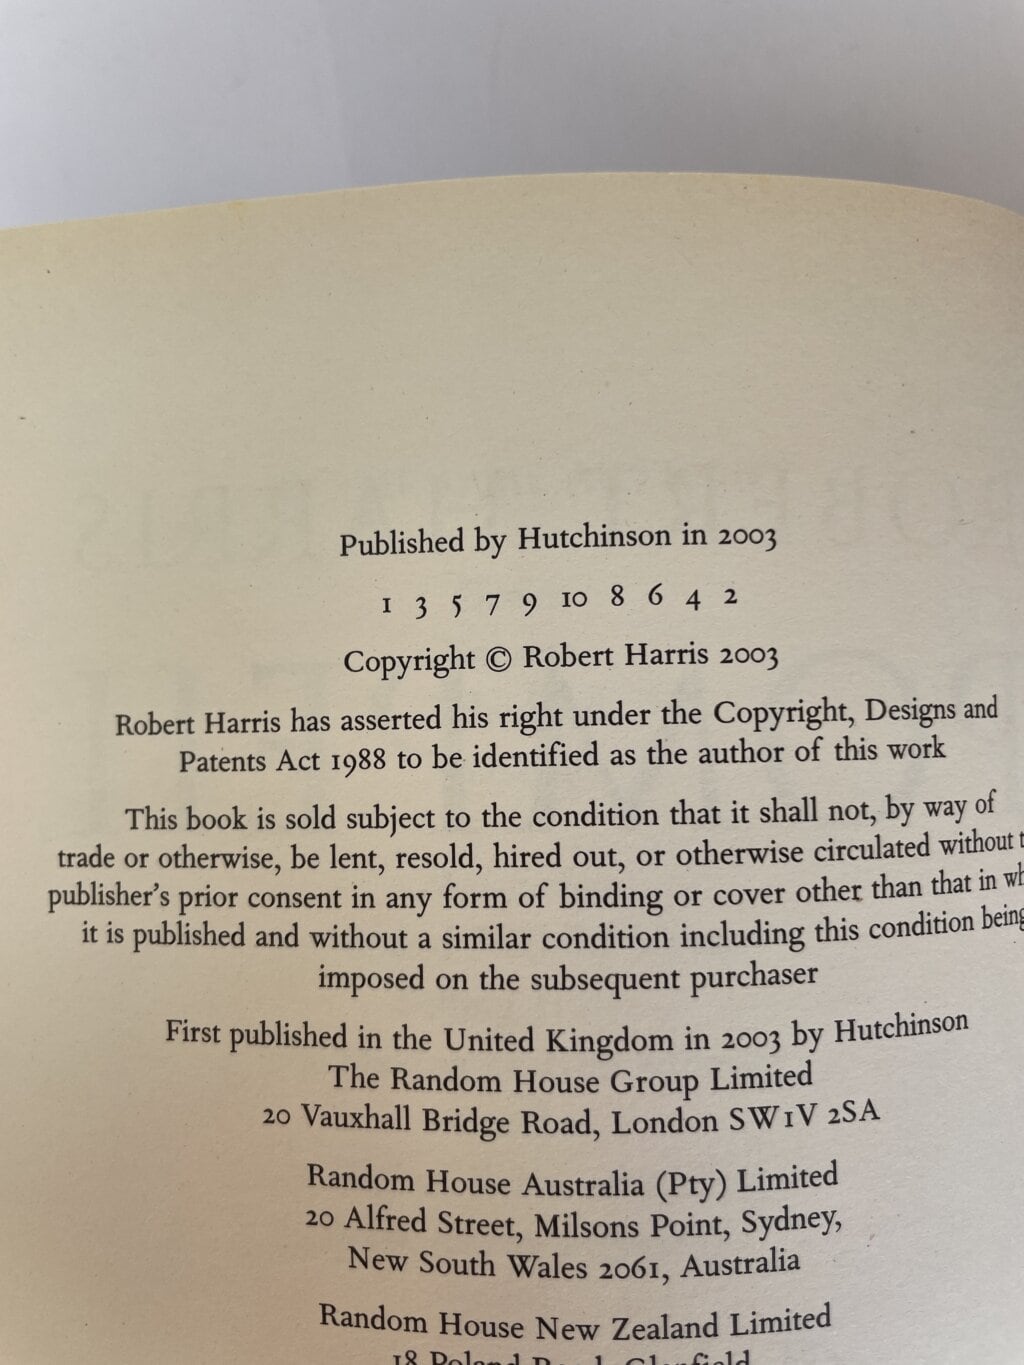 Published by Hutchinson in 2003
1 3 5 7 9 10 8 6 4 2
Copyright © Robert Harris 2003
Robert Harris has asserted his right under the Copyright, Designs and
Patents Act 1988 to be identified as the author of this work
This book is sold subject to the condition that it shall not, by way of
trade or otherwise, be lent, resold, hired out, or otherwise circulated without
publisher's prior consent in any form of binding or cover other than that in
it is published and without a similar condition including this condition being
imposed on the subsequent purchaser
First published in the United Kingdom in 2003 by Hutchinson
The Random House Group Limited
20 Vauxhall Bridge Road, London SW1V 2SA
Random House Australia (Pty) Limited
20 Alfred Street, Milsons Point, Sydney,
New South Wales 2061, Australia
Random House New Zealand Limited
18 Poland Road, Glenfield